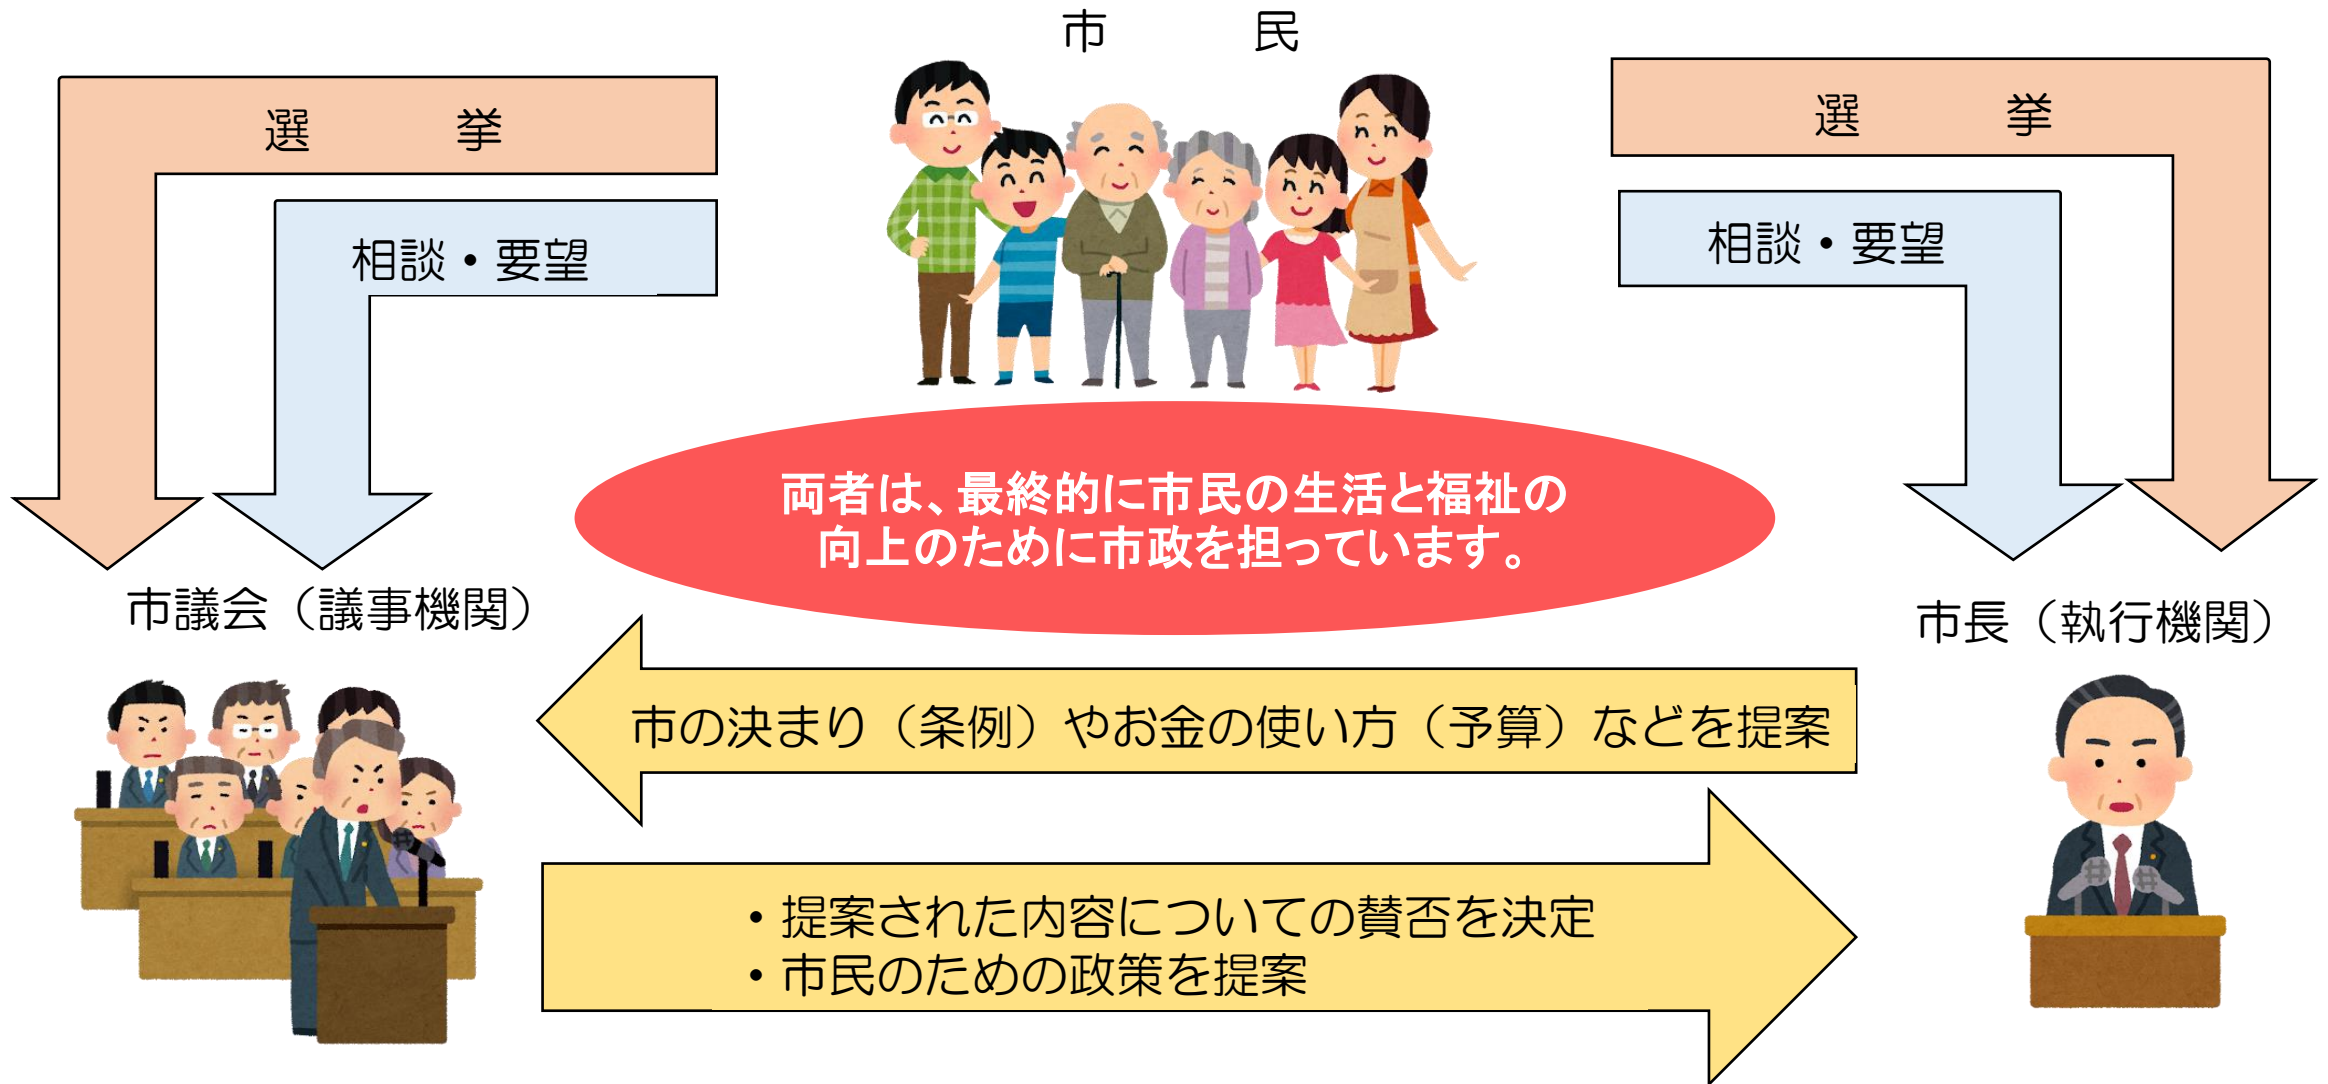 市　民
選　挙
相談・要望
選　挙
相談・要望
両者は、最終的に市民の生活と福祉の
向上のために市政を担っています。
市議会（議事機関）
市長（執行機関）
市の決まり（条例）やお金の使い方（予算）などを提案
・提案された内容についての賛否を決定
・市民のための政策を提案